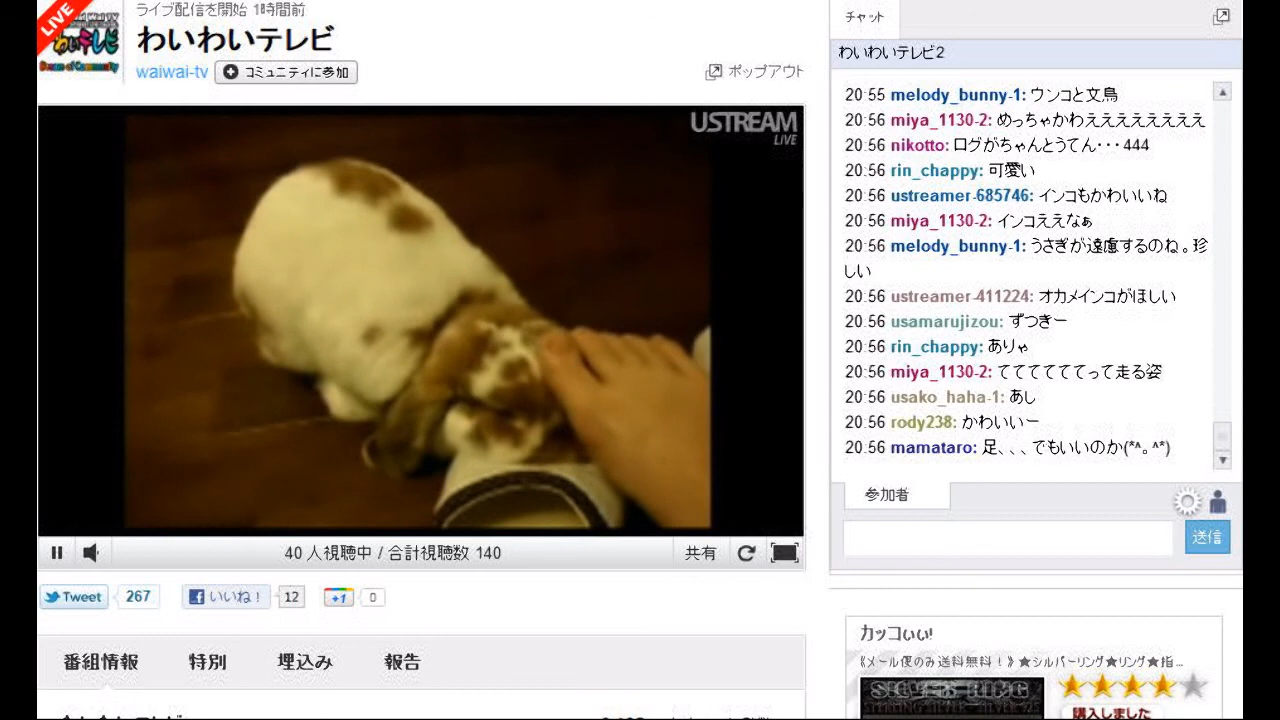 LIVE
ライブ配信を開始 1時間前
わいわいテレビ
waiwai-tv コミュニティに参加
ポップアウト
USTREAM
LIVE
40 人視聴中 / 合計視聴数 140
共有
Tweet 267 いいね！ 12 +1 0
番組情報 特別 埋込み 報告
チャット
わいわいテレビ2
20:55 melody_bunny-1: ウンコと文鳥
20:56 miya_1130-2: めっちゃかわええええええええ
20:56 nikotto: ログがちゃんとうてん・・・444
20:56 rin_chappy: 可愛い
20:56 ustreamer-685746: インコもかわいいね
20:56 miya_1130-2: インコええなぁ
20:56 melody_bunny-1: うさぎが遠慮するのね。珍
しい
20:56 ustreamer-411224: オカメインコがほしい
20:56 usamarujizou: ずつきー
20:56 rin_chappy: ありゃ
20:56 miya_1130-2: ててててててって走る姿
20:56 usako_haha-1: あし
20:56 rody238: かわいいー
20:56 mamataro: 足、、、でもいいのか(*^。^*)
参加者
送信
カッコいい!
《メール便のみ送料無料！》★シルバーリング★リング★指...
SILVER RING
購入しました